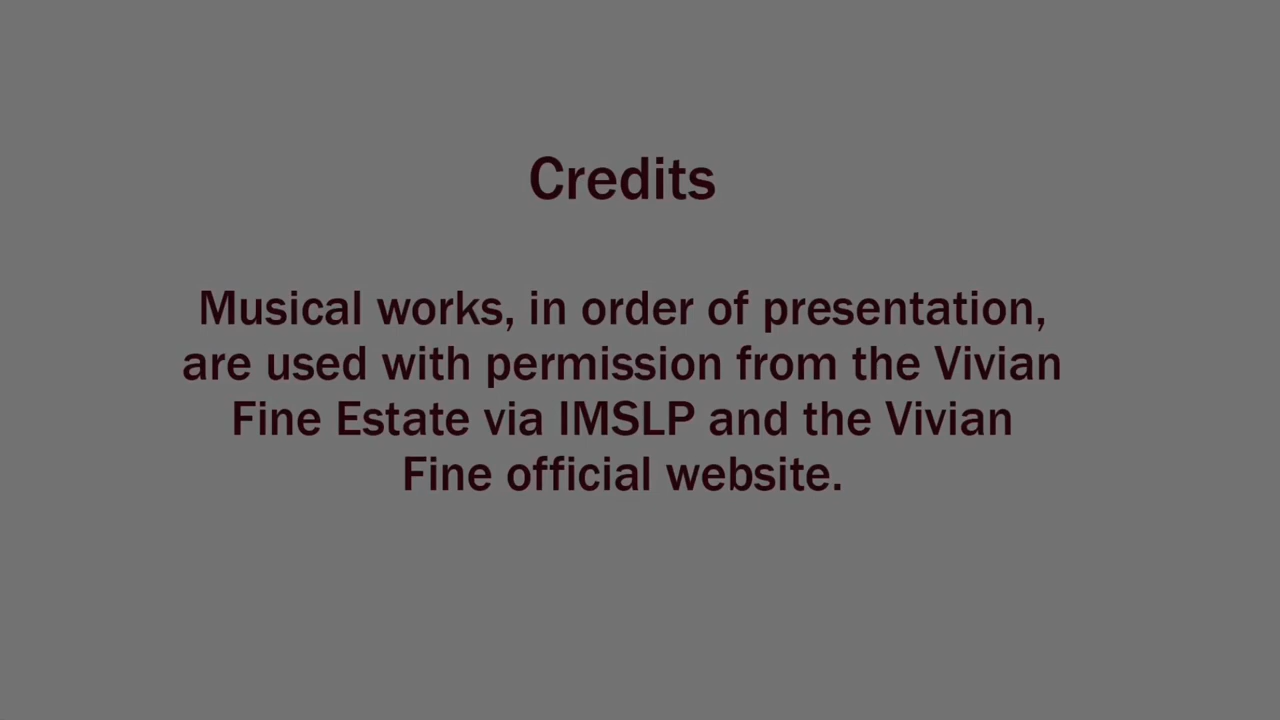 Credits
Musical works, in order of presentation,
are used with permission from the Vivian
Fine Estate via IMSLP and the Vivian
Fine official website.